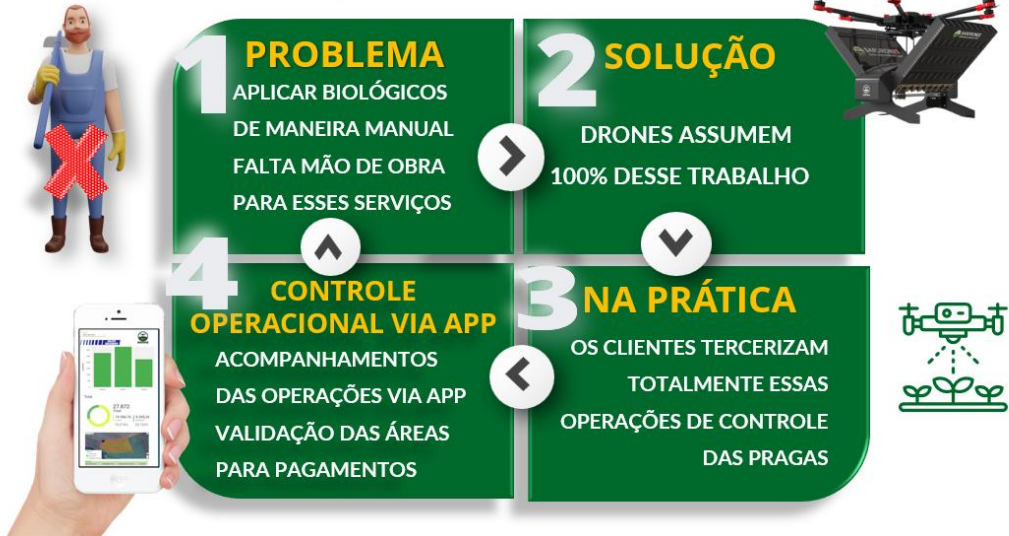 1
PROBLEMA
APLICAR BIOLÓGICOS
DE MANEIRA MANUAL
FALTA MÃO DE OBRA
PARA ESSES SERVIÇOS
2
SOLUÇÃO
DRONES ASSUMEM
100% DESSE TRABALHO
3
NA PRÁTICA
OS CLIENTES TERCERIZAM
TOTALMENTE ESSAS
OPERAÇÕES DE CONTROLE
DAS PRAGAS
4
CONTROLE
OPERACIONAL VIA APP
ACOMPANHAMENTOS
DAS OPERAÇÕES VIA APP
VALIDAÇÃO DAS ÁREAS
PARA PAGAMENTOS
27.872